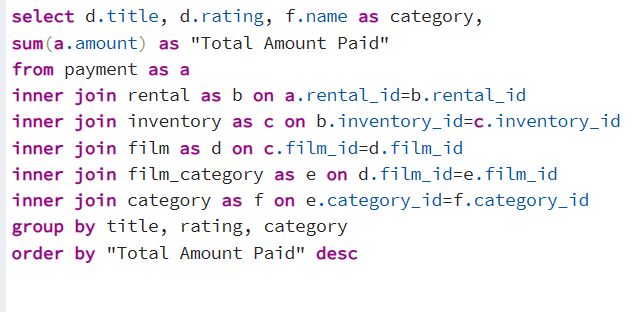 select d.title, d.rating, f.name as category,
sum(a.amount) as "Total Amount Paid"
from payment as a
inner join rental as b on a.rental_id=b.rental_id
inner join inventory as c on b.inventory_id=c.inventory_id
inner join film as d on c.film_id=d.film_id
inner join film_category as e on d.film_id=e.film_id
inner join category as f on e.category_id=f.category_id
group by title, rating, category
order by "Total Amount Paid" desc